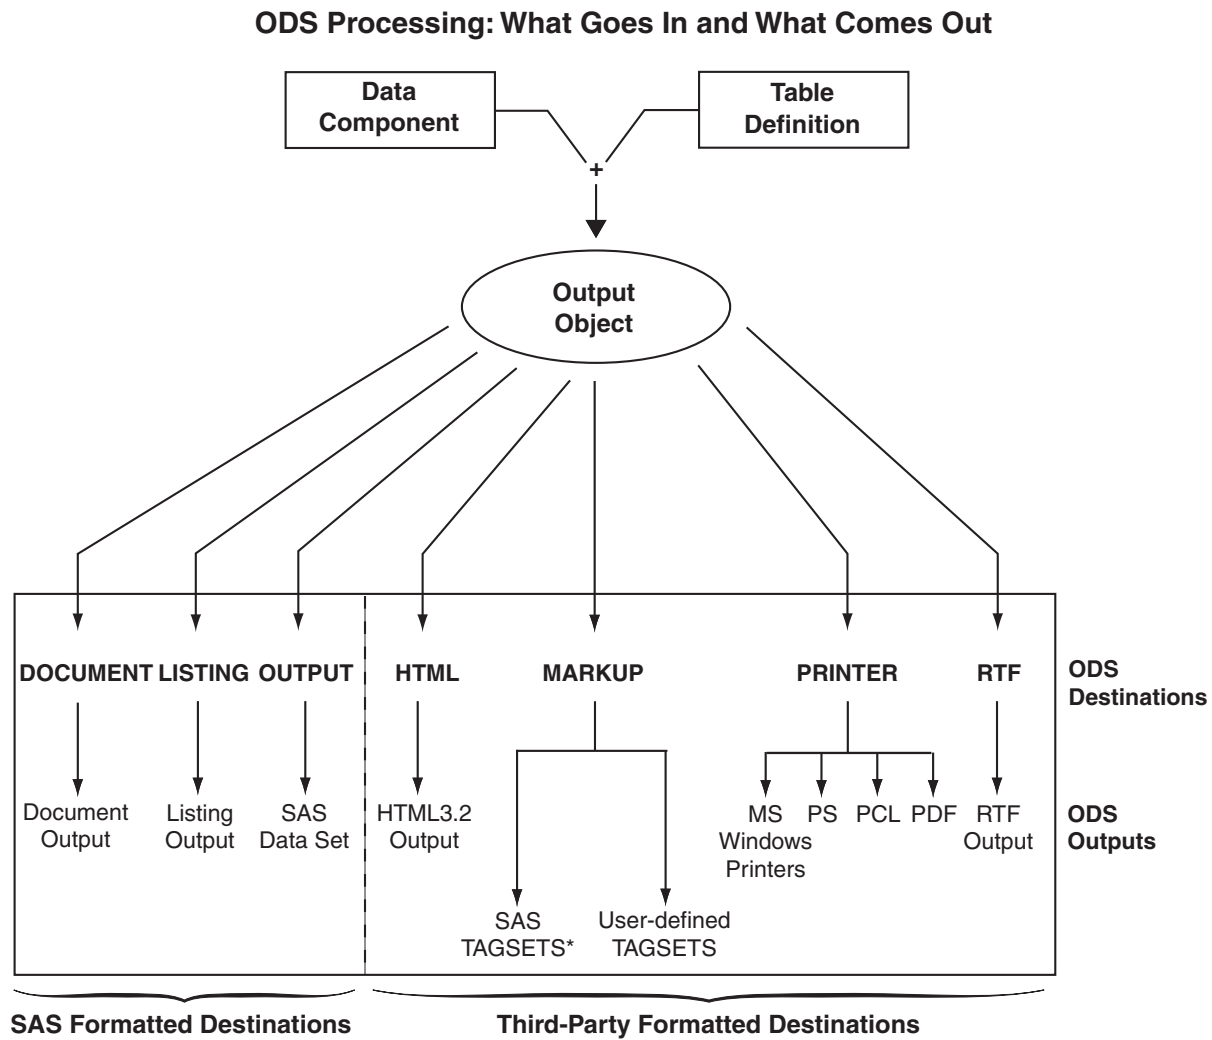 ODS Processing: What Goes In and What Comes Out
Data
Component
Table
Definition
+
Output
Object
DOCUMENT LISTING OUTPUT HTML MARKUP PRINTER RTF
ODS
Destinations
Document
Output
Listing
Output
SAS
Data Set
HTML3.2
Output
MS
Windows
Printers
PS
PCL
PDF
RTF
Output
ODS
Outputs
SAS
TAGSETS*
User-defined
TAGSETS
SAS Formatted Destinations
Third-Party Formatted Destinations